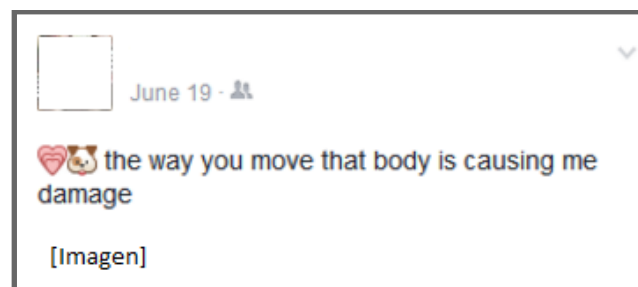 June 19 ·
💗🐶 the way you move that body is causing me
damage
[Imagen]